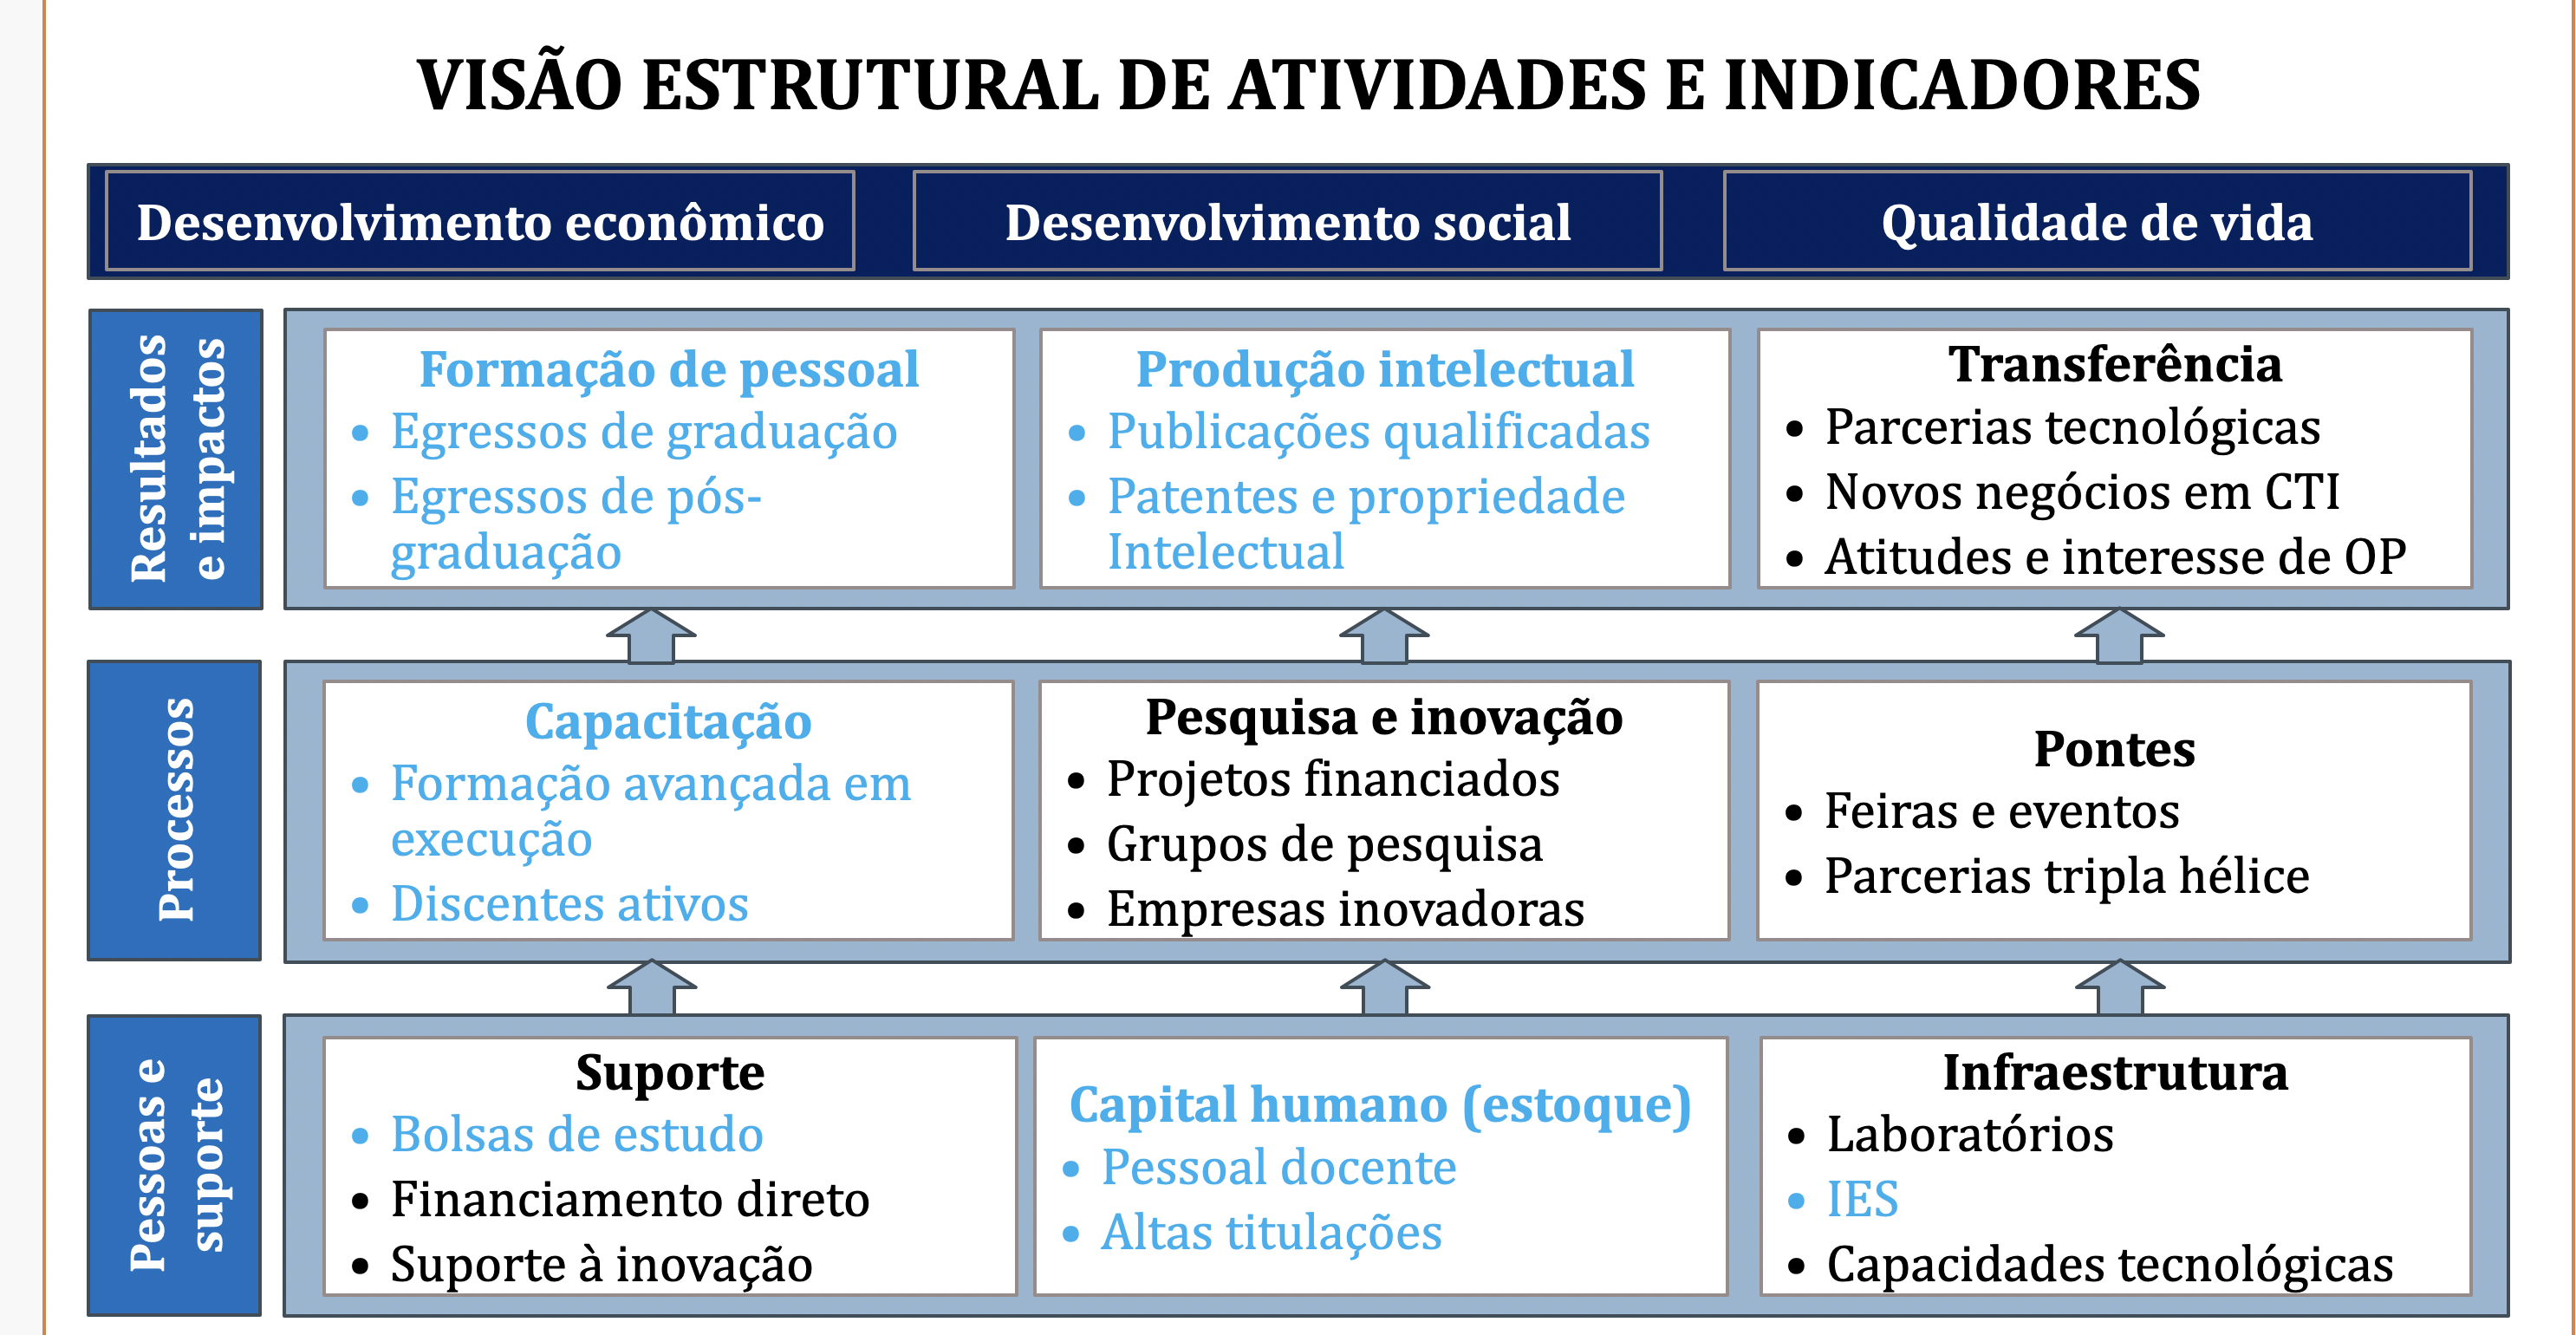 VISÃO ESTRUTURAL DE ATIVIDADES E INDICADORES
Desenvolvimento econômico
Desenvolvimento social
Qualidade de vida
Resultados
e impactos
Formação de pessoal
• Egressos de graduação
• Egressos de pós-
graduação
Produção intelectual
• Publicações qualificadas
• Patentes e propriedade
Intelectual
Transferência
• Parcerias tecnológicas
• Novos negócios em CTI
• Atitudes e interesse de OP
Processos
Capacitação
• Formação avançada em
execução
• Discentes ativos
Pesquisa e inovação
• Projetos financiados
• Grupos de pesquisa
• Empresas inovadoras
Pontes
• Feiras e eventos
• Parcerias tripla hélice
Pessoas e
suporte
Suporte
• Bolsas de estudo
• Financiamento direto
• Suporte à inovação
Capital humano (estoque)
• Pessoal docente
• Altas titulações
Infraestrutura
• Laboratórios
• IES
• Capacidades tecnológicas